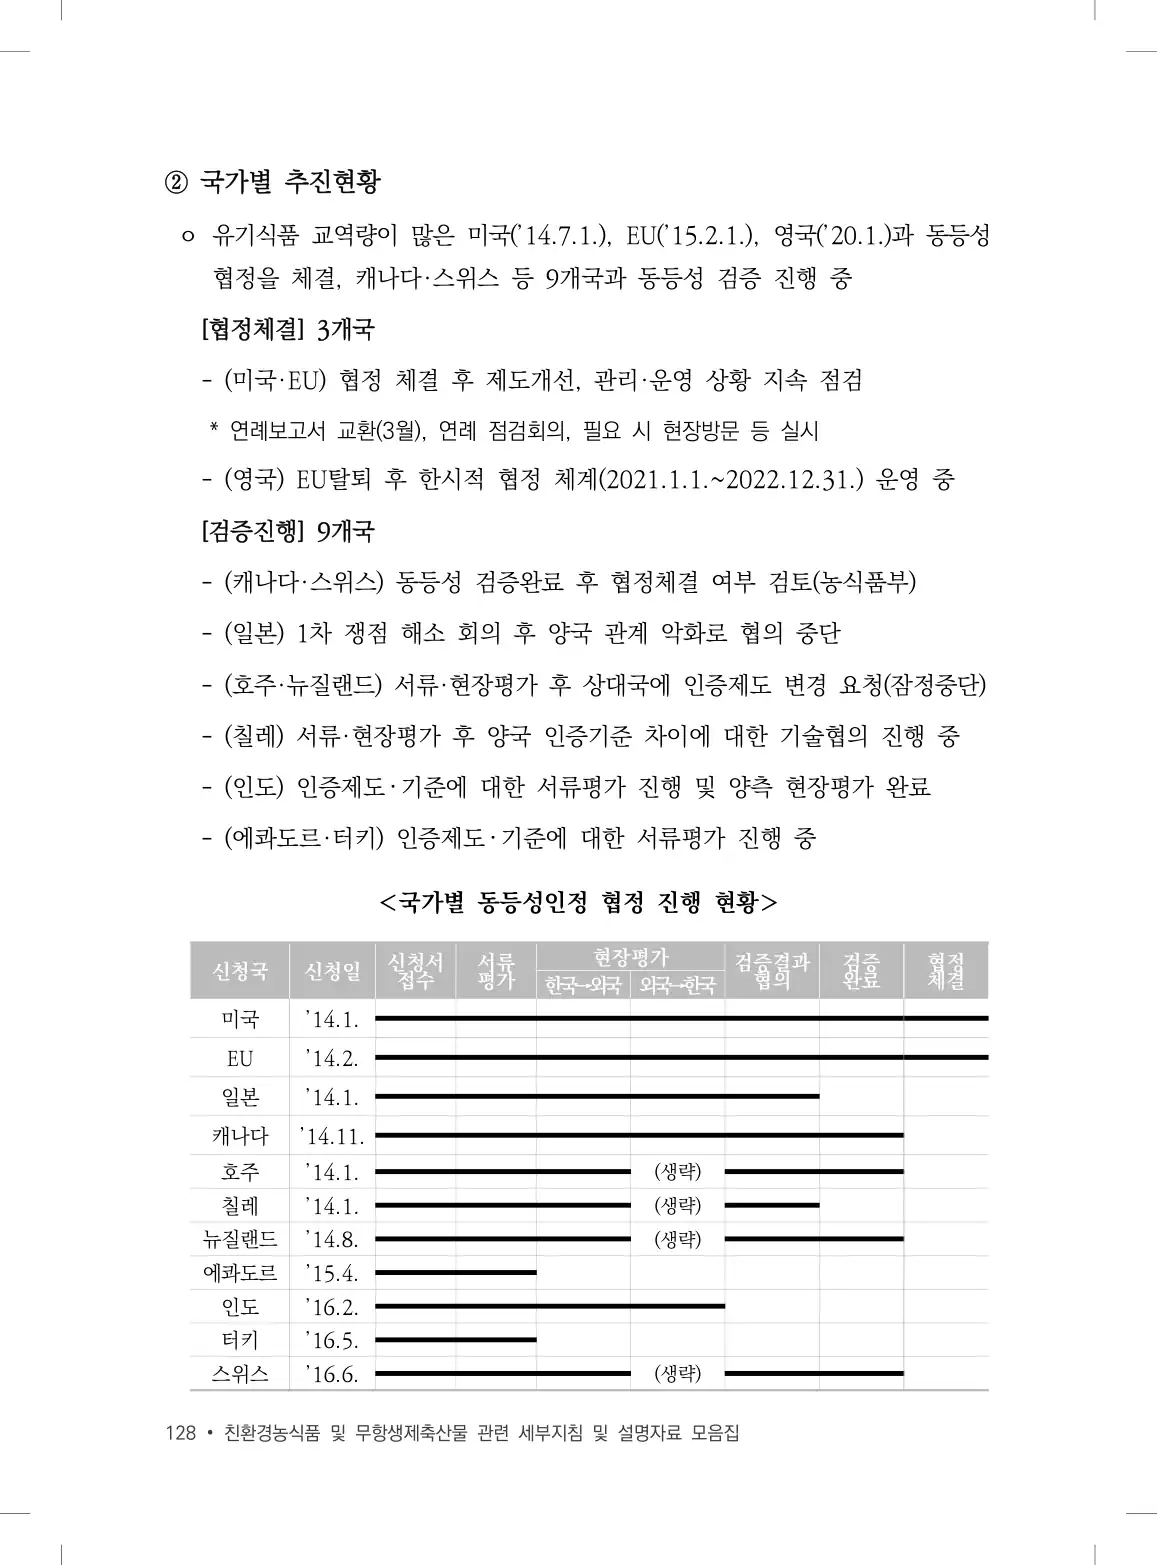 ② 국가별 추진현황
ㅇ 유기식품 교역량이 많은 미국(’14.7.1.), EU(’15.2.1.), 영국(’20.1.)과 동등성
협정을 체결, 캐나다·스위스 등 9개국과 동등성 검증 진행 중
[협정체결] 3개국
- (미국·EU) 협정 체결 후 제도개선, 관리·운영 상황 지속 점검
* 연례보고서 교환(3월), 연례 점검회의, 필요 시 현장방문 등 실시
- (영국) EU탈퇴 후 한시적 협정 체계(2021.1.1.~2022.12.31.) 운영 중
[검증진행] 9개국
- (캐나다·스위스) 동등성 검증완료 후 협정체결 여부 검토(농식품부)
- (일본) 1차 쟁점 해소 회의 후 양국 관계 악화로 협의 중단
- (호주·뉴질랜드) 서류·현장평가 후 상대국에 인증제도 변경 요청(잠정중단)
- (칠레) 서류·현장평가 후 양국 인증기준 차이에 대한 기술협의 진행 중
- (인도) 인증제도·기준에 대한 서류평가 진행 및 양측 현장평가 완료
- (에콰도르·터키) 인증제도·기준에 대한 서류평가 진행 중
<국가별 동등성인정 협정 진행 현황>
신청국 신청일 신청서 접수 서류 평가 현장평가 검증결과 협의 검증 완료 협정 체결
한국→외국 외국→한국
미국 ’14.1.
EU ’14.2.
일본 ’14.1.
캐나다 ’14.11.
호주 ’14.1. (생략)
칠레 ’14.1. (생략)
뉴질랜드 ’14.8. (생략)
에콰도르 ’15.4.
인도 ’16.2.
터키 ’16.5.
스위스 ’16.6. (생략)
128 • 친환경농식품 및 무항생제축산물 관련 세부지침 및 설명자료 모음집